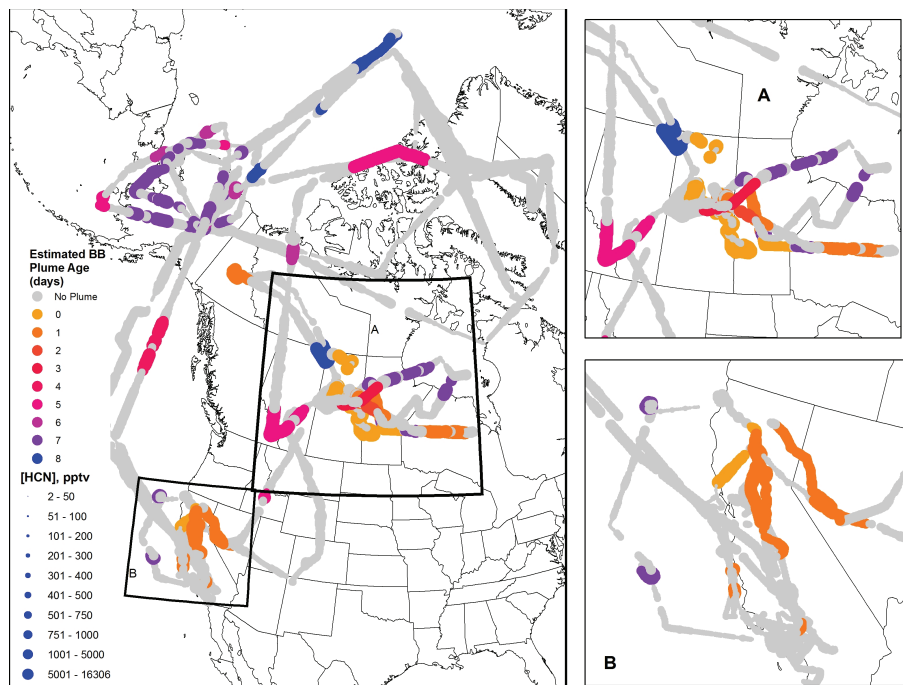 A
Estimated BB
Plume Age
(days)
No Plume
0
1
2
3
4
5
6
7
8
[HCN], pptv
2 - 50
51 - 100
101 - 200
201 - 300
301 - 400
401 - 500
501 - 750
751 - 1000
1001 - 5000
5001 - 16306
A
B
B